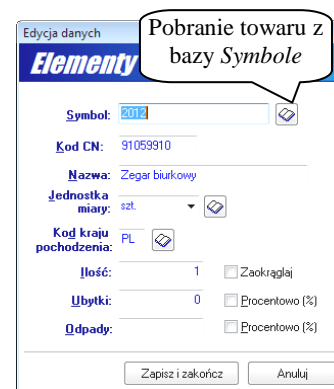 Edycja danych
Pobranie towaru z
bazy Symbole
Elementy
Symbol: 2012
Kod CN: 91059910
Nazwa: Zegar biurkowy
Jednostka
miary: szt.
Kod kraju
pochodzenia: PL
Ilość: 1 Zaokrąglaj
Ubytki: 0 Procentowo (%)
Odpady: Procentowo (%)
Zapisz i zakończ Anuluj